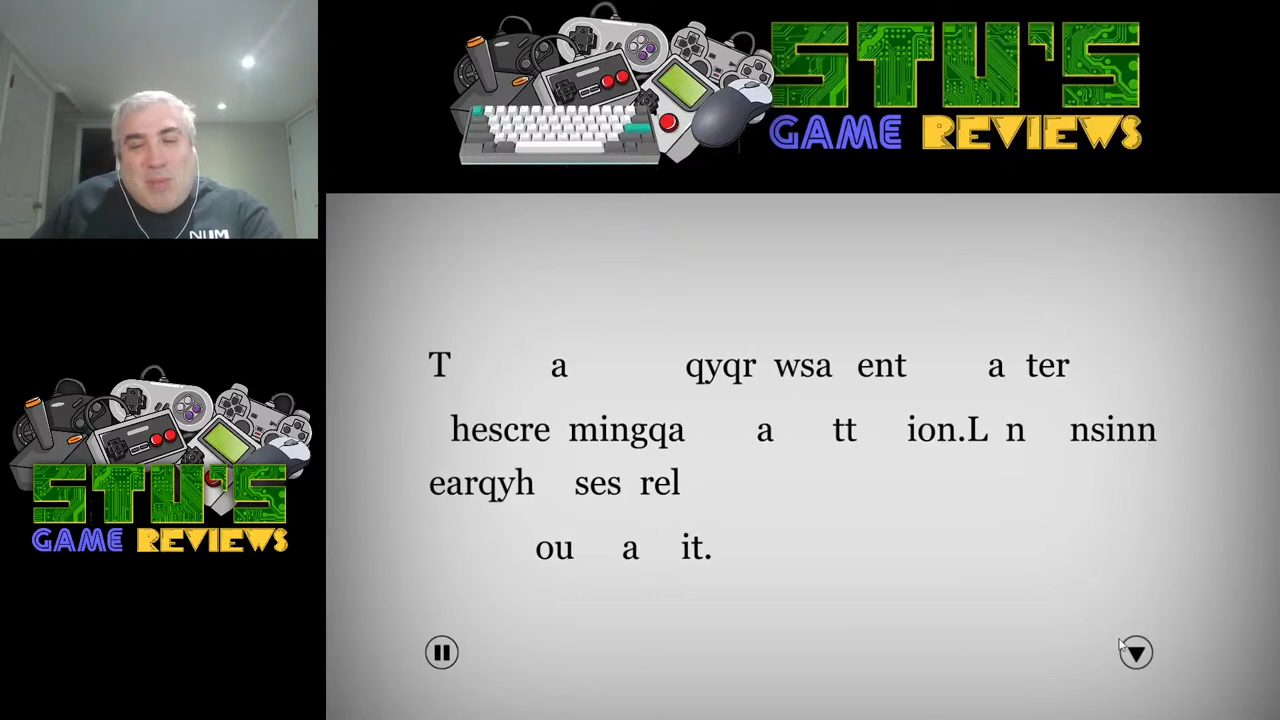 STU'S
GAME REVIEWS
NUM
T a qyqr wsa ent a ter
hescre mingqa a tt ion.L n nsinn
earqyh ses rel
ou a it.
STU'S
GAME REVIEWS